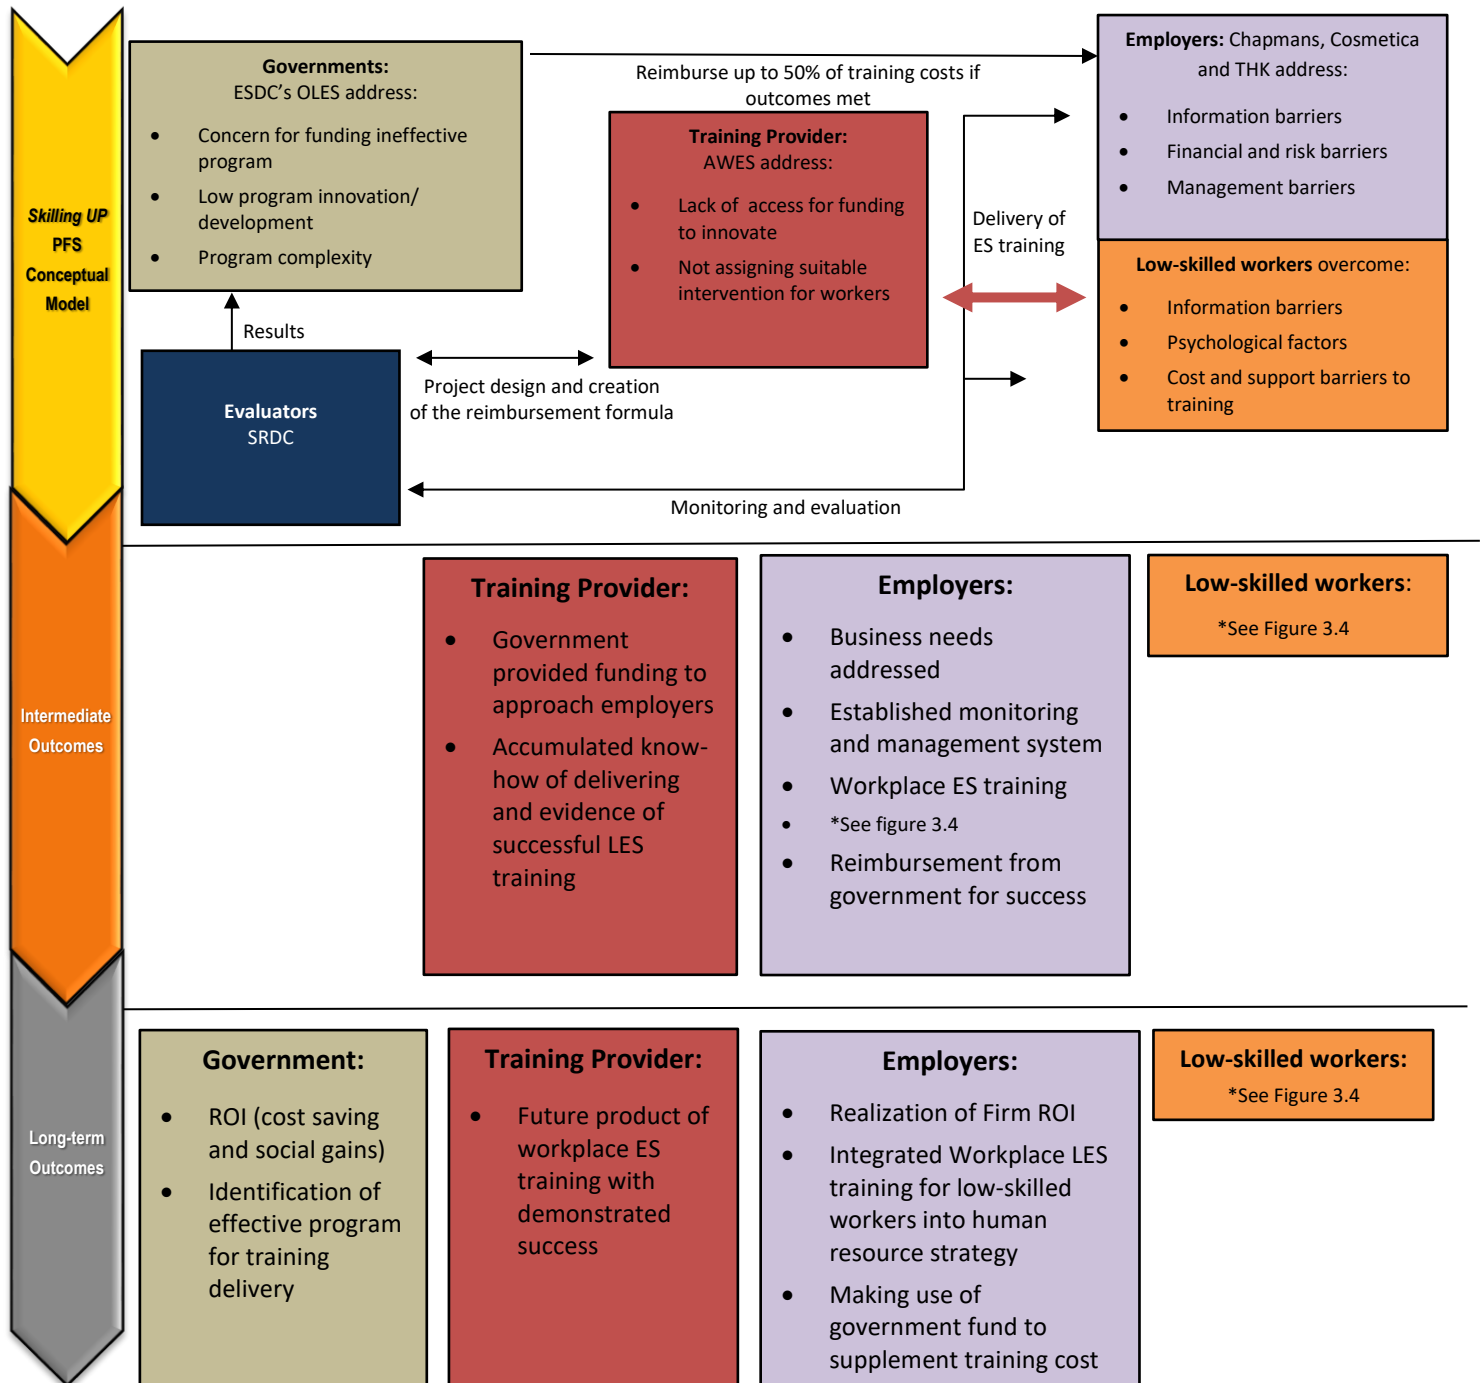 Skilling UP
PFS
Conceptual
Model
Governments:
ESDC’s OLES address:
• Concern for funding ineffective
program
• Low program innovation/
development
• Program complexity
Reimburse up to 50% of training costs if
outcomes met
Training Provider:
AWES address:
• Lack of access for funding
to innovate
• Not assigning suitable
intervention for workers
Employers: Chapmans, Cosmetica
and THK address:
• Information barriers
• Financial and risk barriers
• Management barriers
Delivery of
ES training
Low-skilled workers overcome:
• Information barriers
• Psychological factors
• Cost and support barriers to
training
Results
Evaluators
SRDC
Project design and creation
of the reimbursement formula
Monitoring and evaluation
Intermediate
Outcomes
Training Provider:
• Government
provided funding to
approach employers
• Accumulated know-
how of delivering
and evidence of
successful LES
training
Employers:
• Business needs
addressed
• Established monitoring
and management system
• Workplace ES training
• *See figure 3.4
• Reimbursement from
government for success
Low-skilled workers:
*See Figure 3.4
Long-term
Outcomes
Government:
• ROI (cost saving
and social gains)
• Identification of
effective program
for training
delivery
Training Provider:
• Future product of
workplace ES
training with
demonstrated
success
Employers:
• Realization of Firm ROI
• Integrated Workplace LES
training for low-skilled
workers into human
resource strategy
• Making use of
government fund to
supplement training cost
Low-skilled workers:
*See Figure 3.4